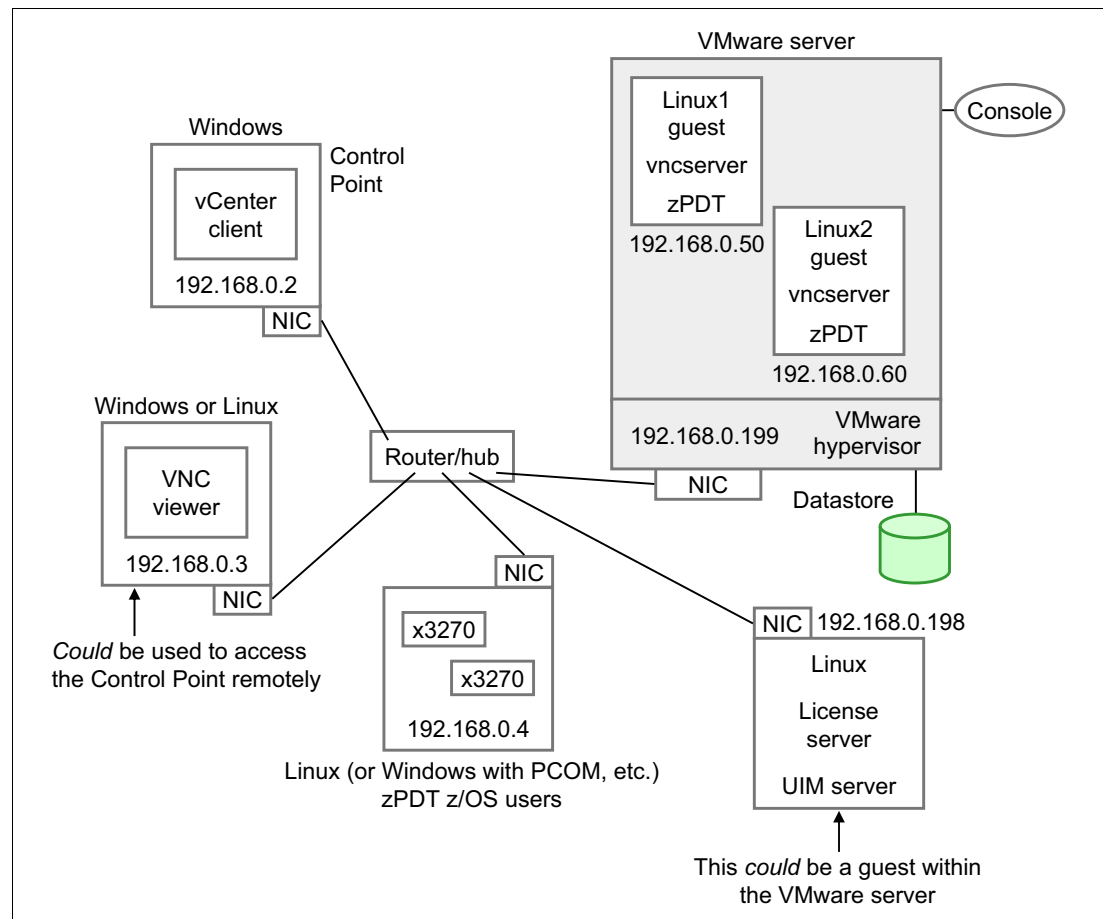 VMware server
Linux1
guest
vncserver
zPDT
192.168.0.50
Linux2
guest
vncserver
zPDT
192.168.0.60
192.168.0.199
VMware
hypervisor
NIC
Console
Datastore
Windows
Control
Point
vCenter
client
192.168.0.2
NIC
Windows or Linux
VNC
viewer
192.168.0.3
NIC
Could be used to access
the Control Point remotely
Router/hub
NIC
x3270
x3270
192.168.0.4
Linux (or Windows with PCOM, etc.)
zPDT z/OS users
NIC 192.168.0.198
Linux
License
server
UIM server
This could be a guest within
the VMware server